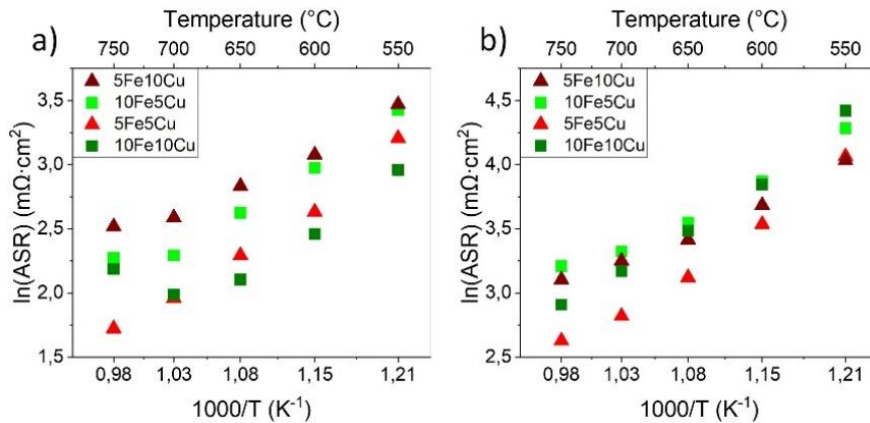 Temperature (°C)
a)
750 700 650 600 550
5Fe10Cu
10Fe5Cu
5Fe5Cu
10Fe10Cu
ln(ASR) (mΩ·cm²)
3,5
3,0
2,5
2,0
1,5
0,98 1,03 1,08 1,15 1,21
1000/T (K⁻¹)
Temperature (°C)
b)
750 700 650 600 550
5Fe10Cu
10Fe5Cu
5Fe5Cu
10Fe10Cu
ln(ASR) (mΩ·cm²)
4,5
4,0
3,5
3,0
2,5
0,98 1,03 1,08 1,15 1,21
1000/T (K⁻¹)